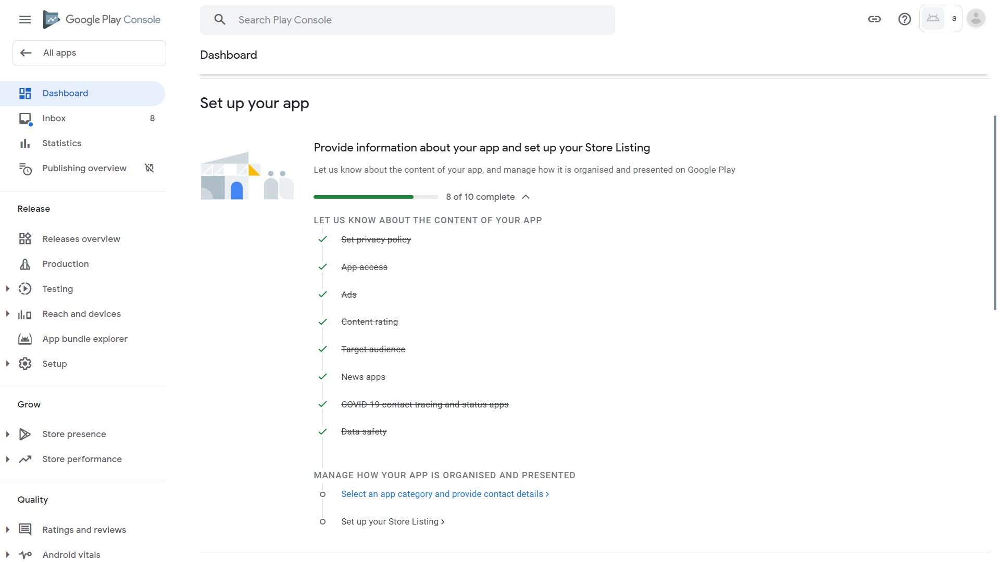 Google Play Console
Search Play Console
a
All apps
Dashboard
Dashboard
Inbox 8
Statistics
Publishing overview
Release
Releases overview
Production
Testing
Reach and devices
App bundle explorer
Setup
Grow
Store presence
Store performance
Quality
Ratings and reviews
Android vitals
Set up your app
Provide information about your app and set up your Store Listing
Let us know about the content of your app, and manage how it is organised and presented on Google Play
8 of 10 complete
LET US KNOW ABOUT THE CONTENT OF YOUR APP
Set privacy policy
App access
Ads
Content rating
Target audience
News apps
COVID-19 contact tracing and status apps
Data safety
MANAGE HOW YOUR APP IS ORGANISED AND PRESENTED
Select an app category and provide contact details
Set up your Store Listing